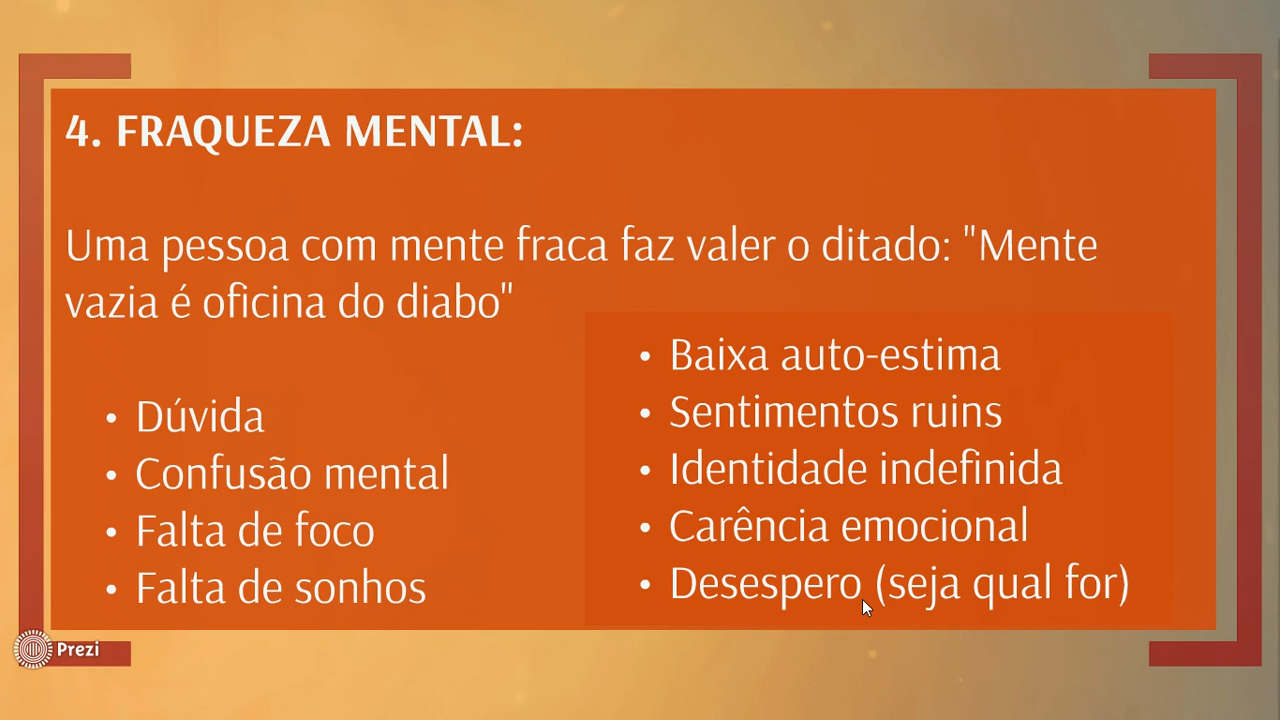 4. FRAQUEZA MENTAL:
Uma pessoa com mente fraca faz valer o ditado: "Mente
vazia é oficina do diabo"
• Dúvida
• Confusão mental
• Falta de foco
• Falta de sonhos
• Baixa auto-estima
• Sentimentos ruins
• Identidade indefinida
• Carência emocional
• Desespero (seja qual for)
Prezi